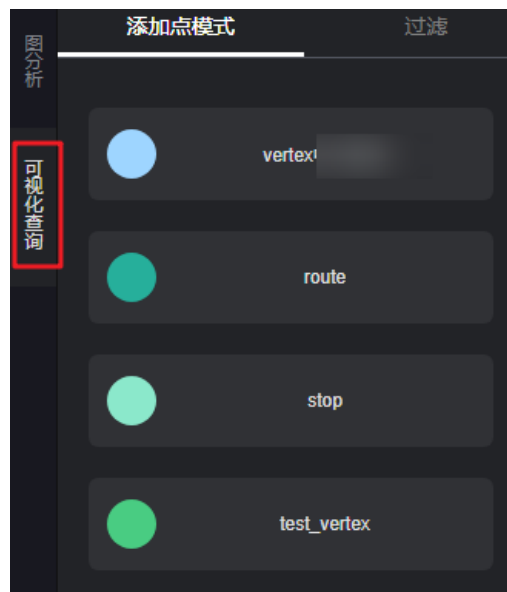 图分析
可视化查询
添加点模式
过滤
vertex
route
stop
test_vertex